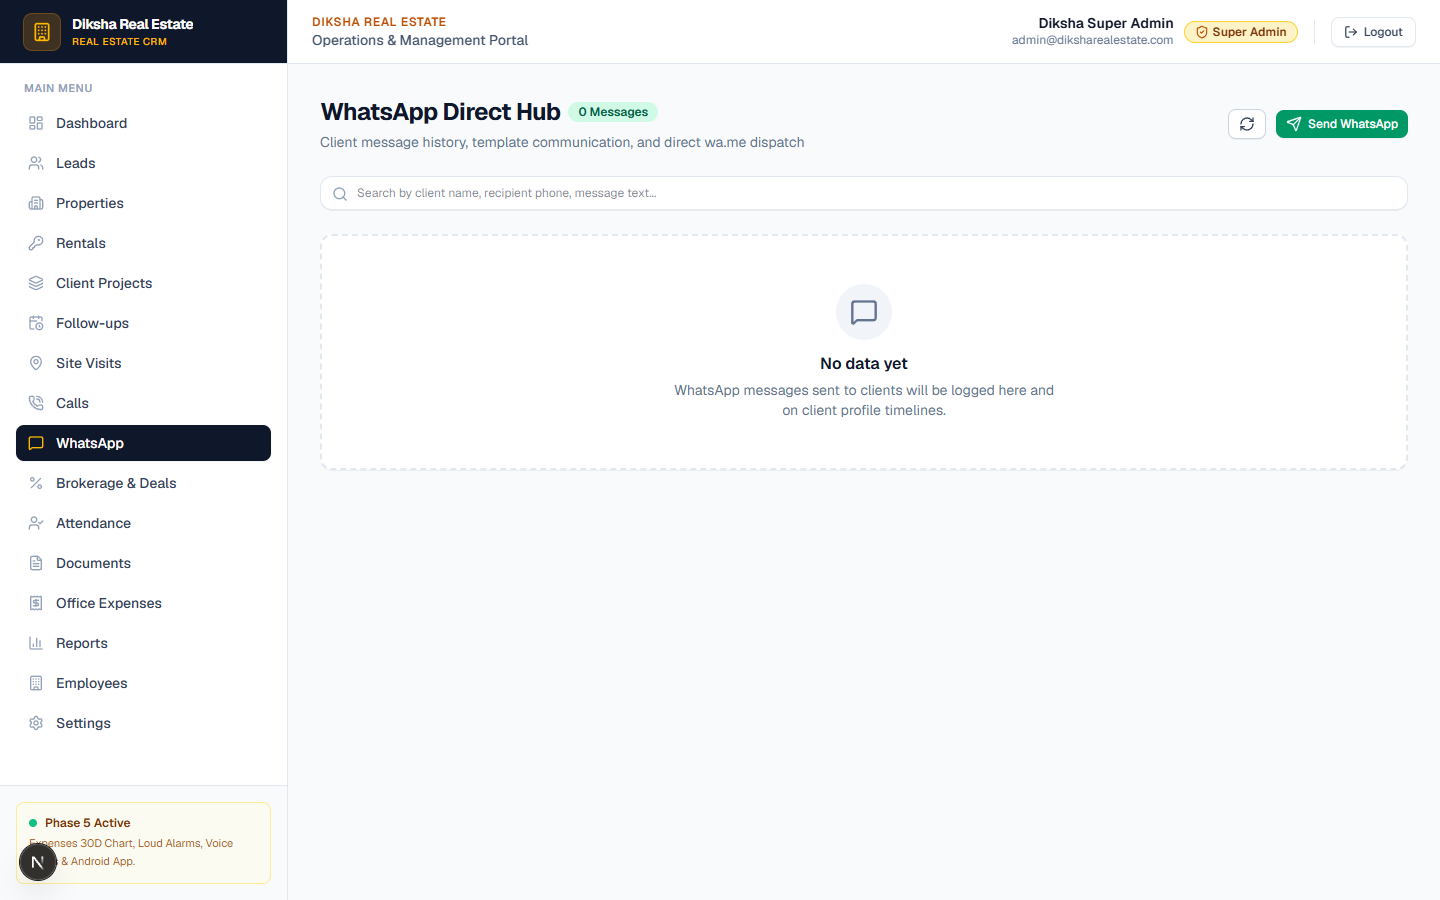 Diksha Real Estate
REAL ESTATE CRM
DIKSHA REAL ESTATE
Operations & Management Portal
Diksha Super Admin
admin@diksharealestate.com
Super Admin
Logout
MAIN MENU
Dashboard
Leads
Properties
Rentals
Client Projects
Follow-ups
Site Visits
Calls
WhatsApp
Brokerage & Deals
Attendance
Documents
Office Expenses
Reports
Employees
Settings
Phase 5 Active
Expenses 30D Chart, Loud Alarms, Voice
& Android App.
N
WhatsApp Direct Hub
0 Messages
Client message history, template communication, and direct wa.me dispatch
Send WhatsApp
Search by client name, recipient phone, message text...
No data yet
WhatsApp messages sent to clients will be logged here and
on client profile timelines.